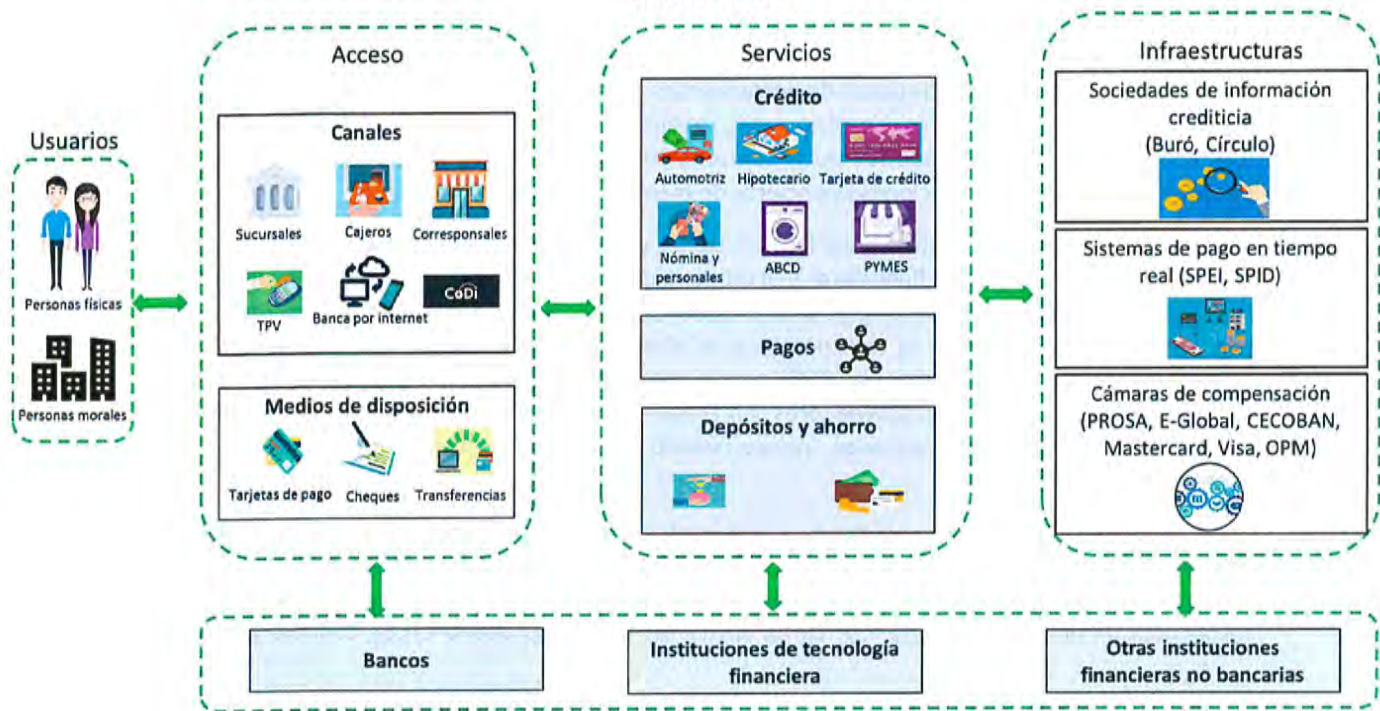 Usuarios
Personas físicas
Personas morales
Acceso
Canales
Sucursales
Cajeros
Corresponsales
TPV
Banca por internet
CoDi
Medios de disposición
Tarjetas de pago
Cheques
Transferencias
Servicios
Crédito
Automotriz
Hipotecario
Tarjeta de crédito
Nómina y
personales
ABCD
PYMES
Pagos
Depósitos y ahorro
Infraestructuras
Sociedades de información
crediticia
(Buró, Círculo)
Sistemas de pago en tiempo
real (SPEI, SPID)
Cámaras de compensación
(PROSA, E-Global, CECOBAN,
Mastercard, Visa, OPM)
Bancos
Instituciones de tecnología
financiera
Otras instituciones
financieras no bancarias